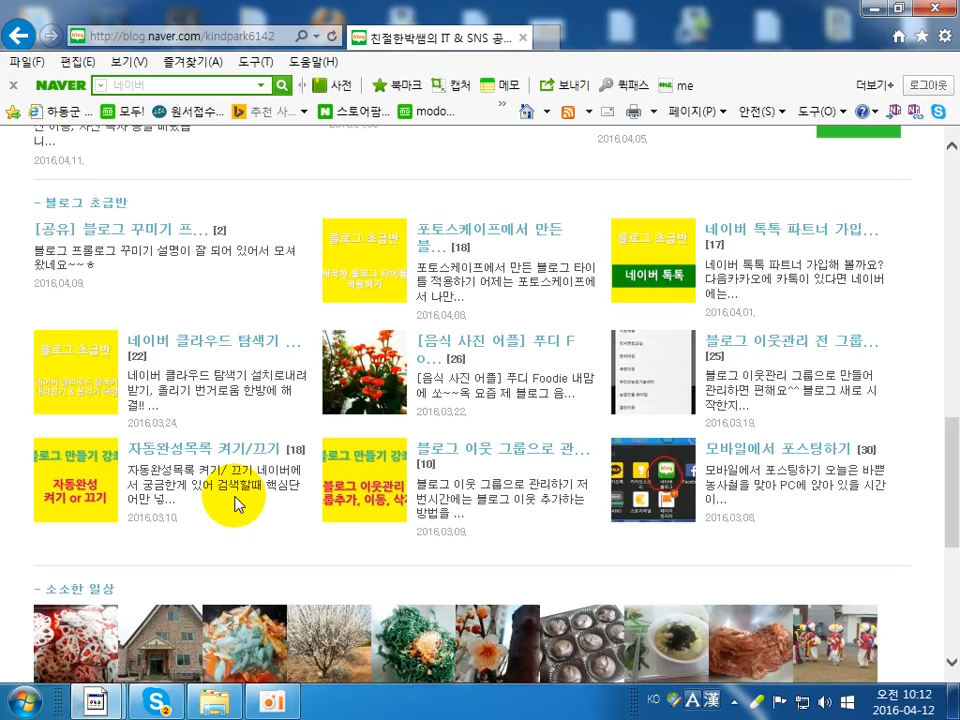 http://blog.naver.com/kindpark6142
친절한박쌤의 IT & SNS 공...
파일(F) 편집(E) 보기(V) 즐겨찾기(A) 도구(T) 도움말(H)
NAVER 네이버 사전 북마크 캡처 메모 보내기 퀵패스 me 더보기+ 로그아웃
하동군 ... 모두! 원서접수... 추천 사... 스토어팜... modo... 페이지(P) 안전(S) 도구(O)
니...
2016.04.11.
2016.04.05.
- 블로그 초급반
[공유] 블로그 꾸미기 프... [2]
블로그 프롤로그 꾸미기 설명이 잘 되어 있어서 모셔
왔네요~~ㅎ
2016.04.09.
블로그 초급반
적용하기
포토스케이프에서 만든
블... [18]
포토스케이프에서 만든 블로그 타이
틀 적용하기 어제는 포토스케이프에
서 나만...
2016.04.08.
블로그 초급반
네이버 톡톡
네이버 톡톡 파트너 가입...
[17]
네이버 톡톡 파트너 가입해 볼까요?
다음카카오에 카톡이 있다면 네이버
에는...
2016.04.01.
블로그 초급반
네이버 클라우드 탐색기 ...
[22]
네이버 클라우드 탐색기 설치로내려
받기, 올리기 번거로움 한방에 해
결!! ...
2016.03.24.
[음식 사진 어플] 푸디 F
o... [26]
[음식 사진 어플] 푸디 Foodie 내맘
에 쏘~~옥 요즘 제 블로그 음...
2016.03.22.
블로그 이웃관리 전 그룹...
[25]
블로그 이웃관리 그룹으로 만들어
관리하면 편해요^^ 블로그 새로 시
작한지...
2016.03.19.
블로그 만들기 강좌
자동완성
켜기 or 끄기
자동완성목록 켜기/끄기 [18]
자동완성목록 켜기/ 끄기 네이버에
서 궁금한게 있어 검색할때 핵심단
어만 넣...
2016.03.10.
블로그 만들기 강좌
블로그 이웃관리
그룹추가, 이동, 삭제
블로그 이웃 그룹으로 관...
[10]
블로그 이웃 그룹으로 관리하기 저
번시간에는 블로그 이웃 추가하는
방법을 ...
2016.03.09.
모바일에서 포스팅하기 [30]
모바일에서 포스팅하기 오늘은 바쁜
농사철을 맞아 PC에 앉아 있을 시간
이...
2016.03.08.
- 소소한 일상
KO A 漢
오전 10:12
2016-04-12